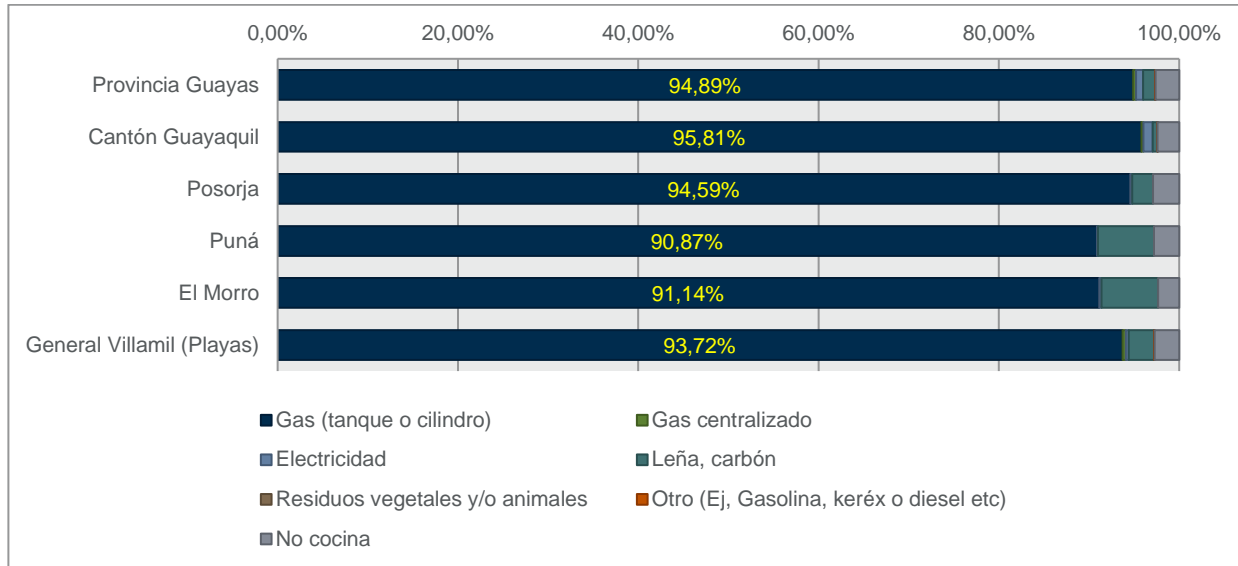 0,00% 20,00% 40,00% 60,00% 80,00% 100,00%
Provincia Guayas 94,89%
Cantón Guayaquil 95,81%
Posorja 94,59%
Puná 90,87%
El Morro 91,14%
General Villamil (Playas) 93,72%
Gas (tanque o cilindro) Gas centralizado
Electricidad Leña, carbón
Residuos vegetales y/o animales Otro (Ej, Gasolina, keréx o diesel etc)
No cocina